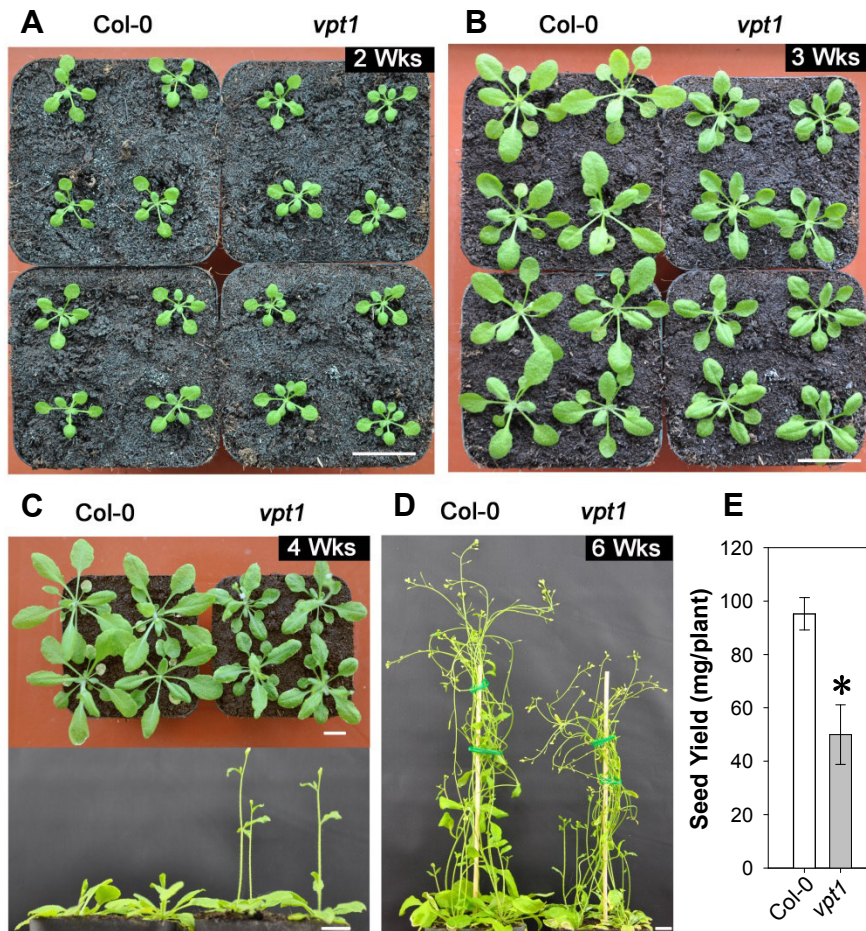 A
Col-0
vpt1
2 Wks
B
Col-0
vpt1
3 Wks
C
Col-0
vpt1
4 Wks
D
Col-0
vpt1
6 Wks
E
Seed Yield (mg/plant)
120
100
80
60
40
20
0
*
Col-0
vpt1